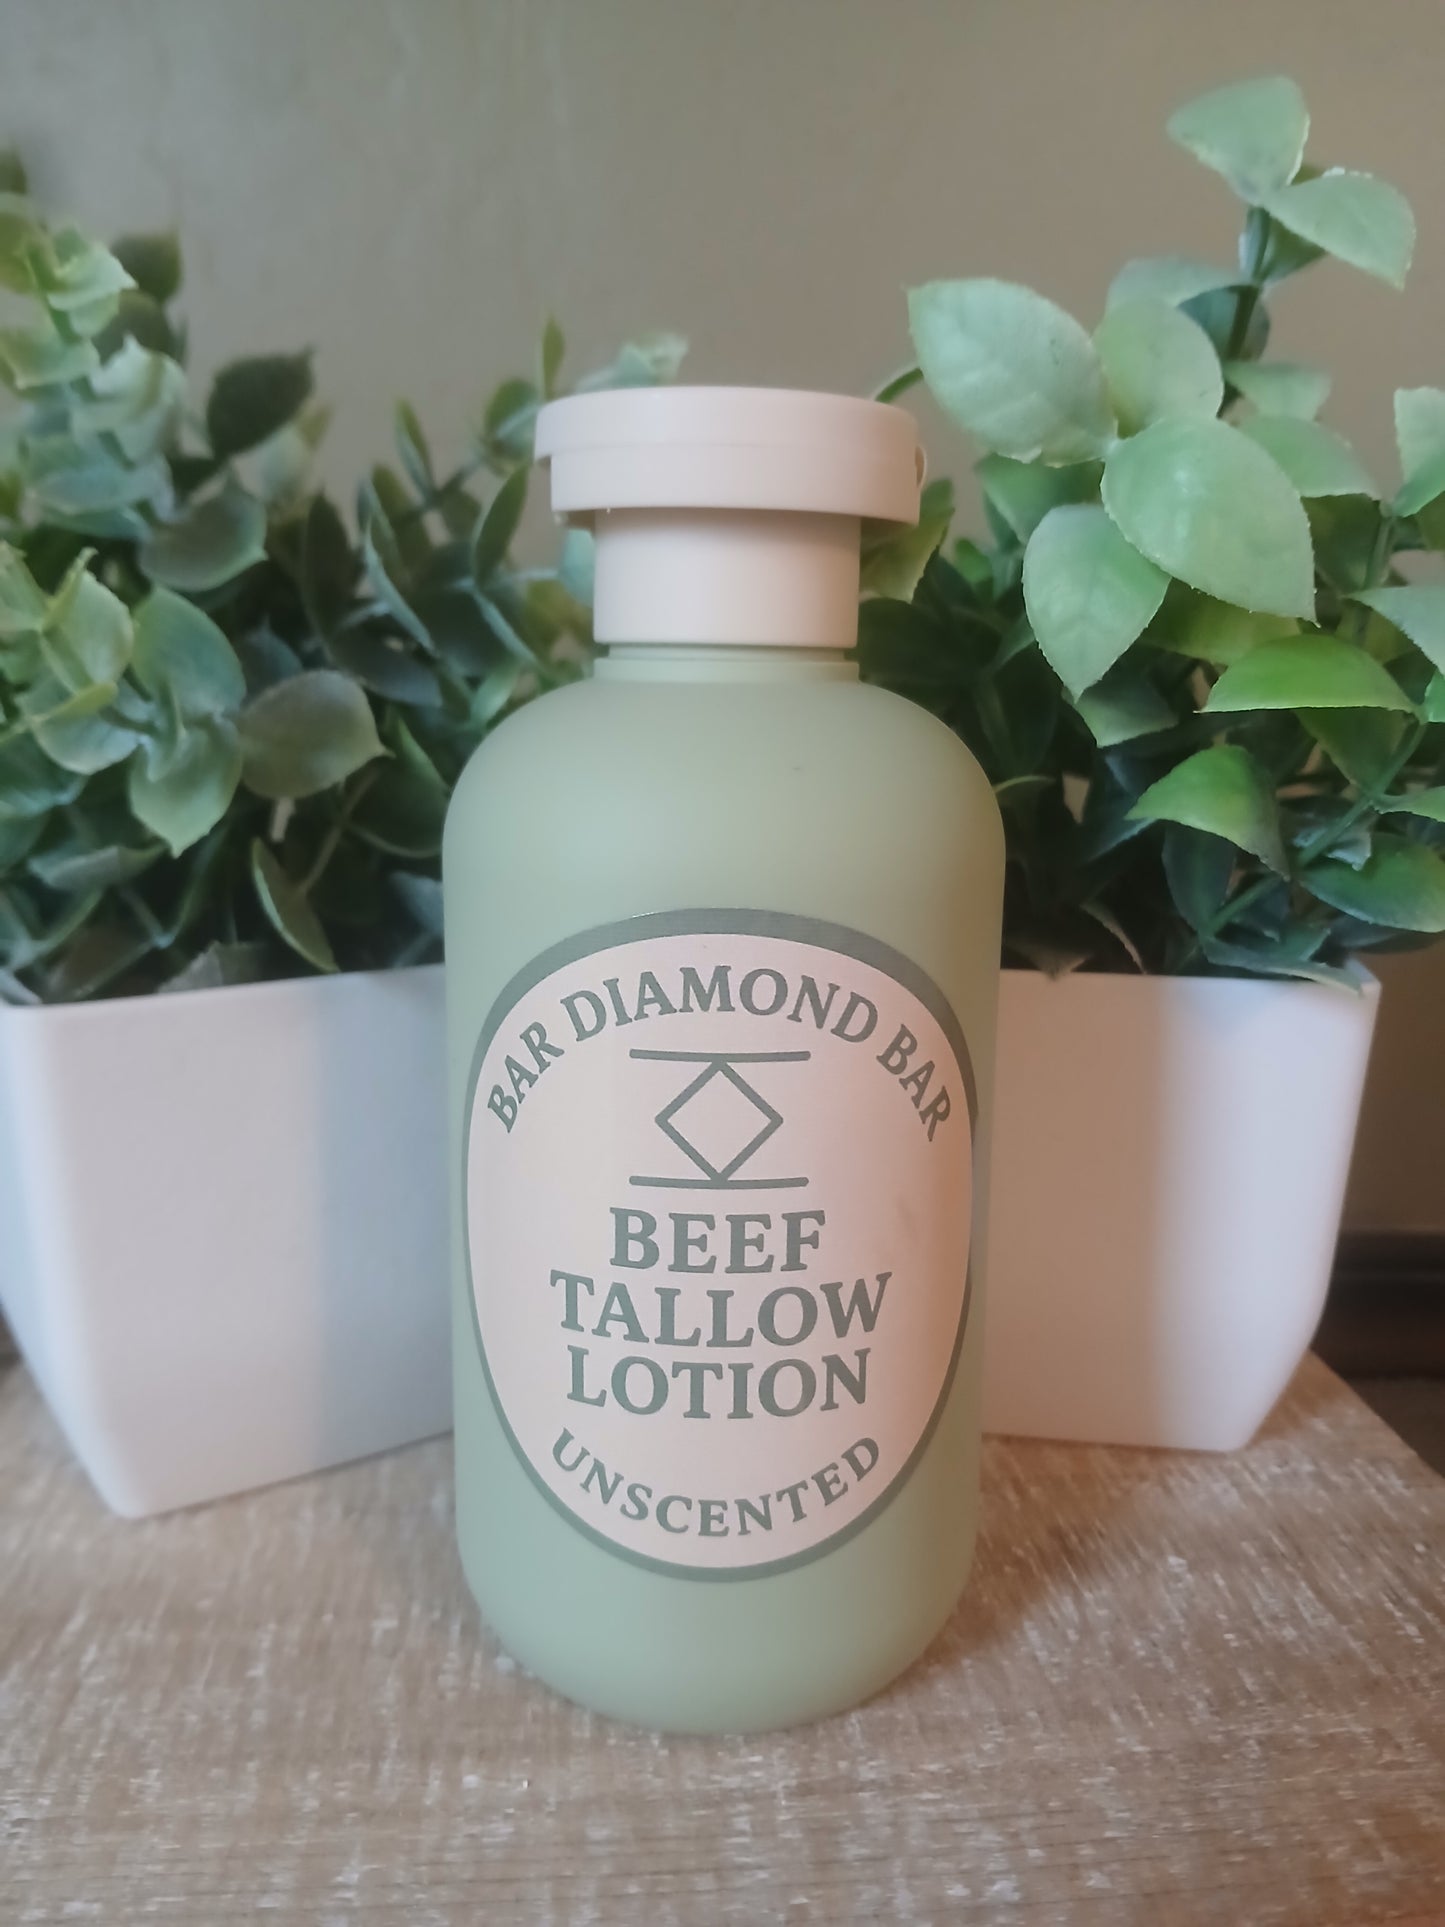 BAR DIAMOND BAR
BEEF
TALLOW
LOTION
UNSCENTED